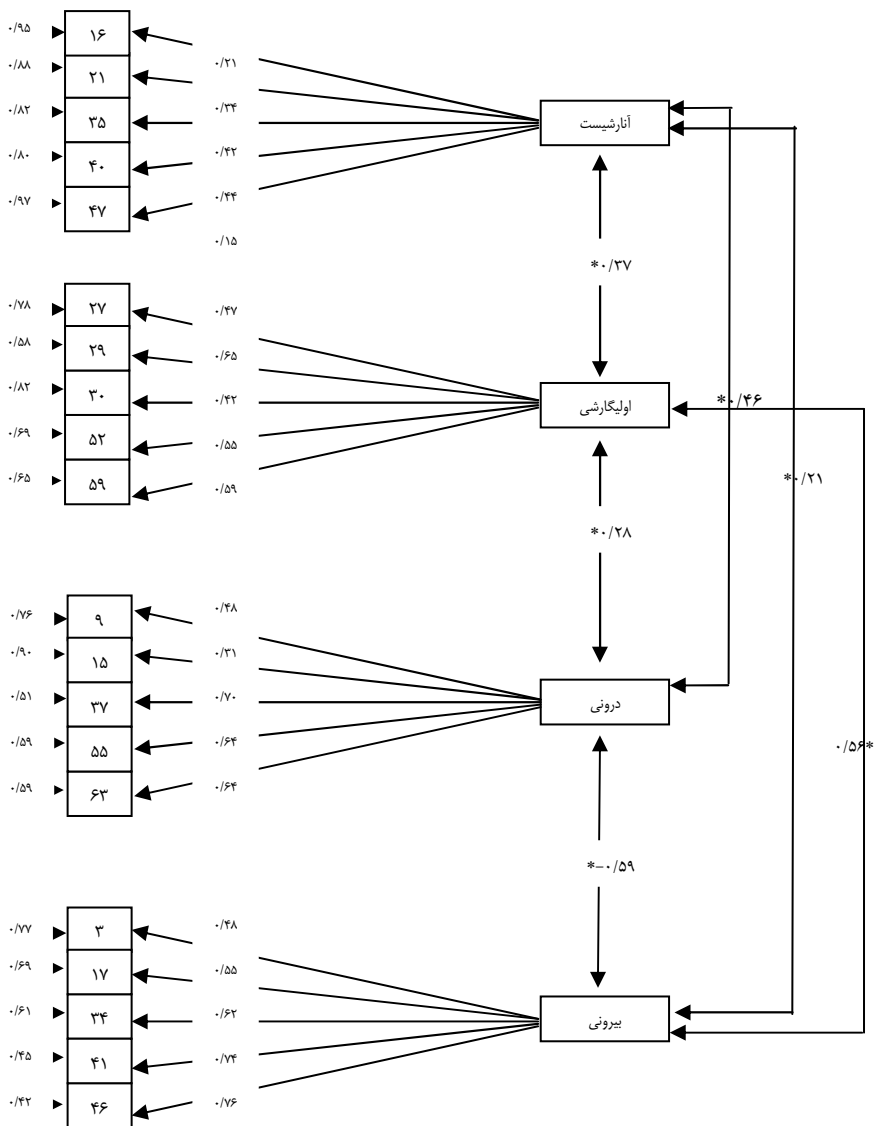 ۰/۹۵ ۱۶ ۰/۲۱
۰/۸۸ ۲۱ ۰/۳۴
۰/۸۲ ۳۵ ۰/۴۲ آنارشیست
۰/۸۰ ۴۰ ۰/۴۴
۰/۹۷ ۴۷ ۰/۱۵
*۰/۳۷
۰/۷۸ ۲۷ ۰/۴۷
۰/۵۸ ۲۹ ۰/۶۵
۰/۸۲ ۳۰ ۰/۴۲ اولیگارشی *۰/۴۶
۰/۶۹ ۵۲ ۰/۵۵
۰/۶۵ ۵۹ ۰/۵۹ *۰/۲۱
*۰/۲۸
۰/۷۶ ۹ ۰/۴۸
۰/۹۰ ۱۵ ۰/۳۱
۰/۵۱ ۳۷ ۰/۷۰ درونی
۰/۵۹ ۵۵ ۰/۶۴ ۰/۵۶*
۰/۵۹ ۶۳ ۰/۶۴
*-۰/۵۹
۰/۷۷ ۳ ۰/۴۸
۰/۶۹ ۱۷ ۰/۵۵
۰/۶۱ ۳۴ ۰/۶۲ بیرونی
۰/۴۵ ۴۱ ۰/۷۴
۰/۴۲ ۴۶ ۰/۷۶